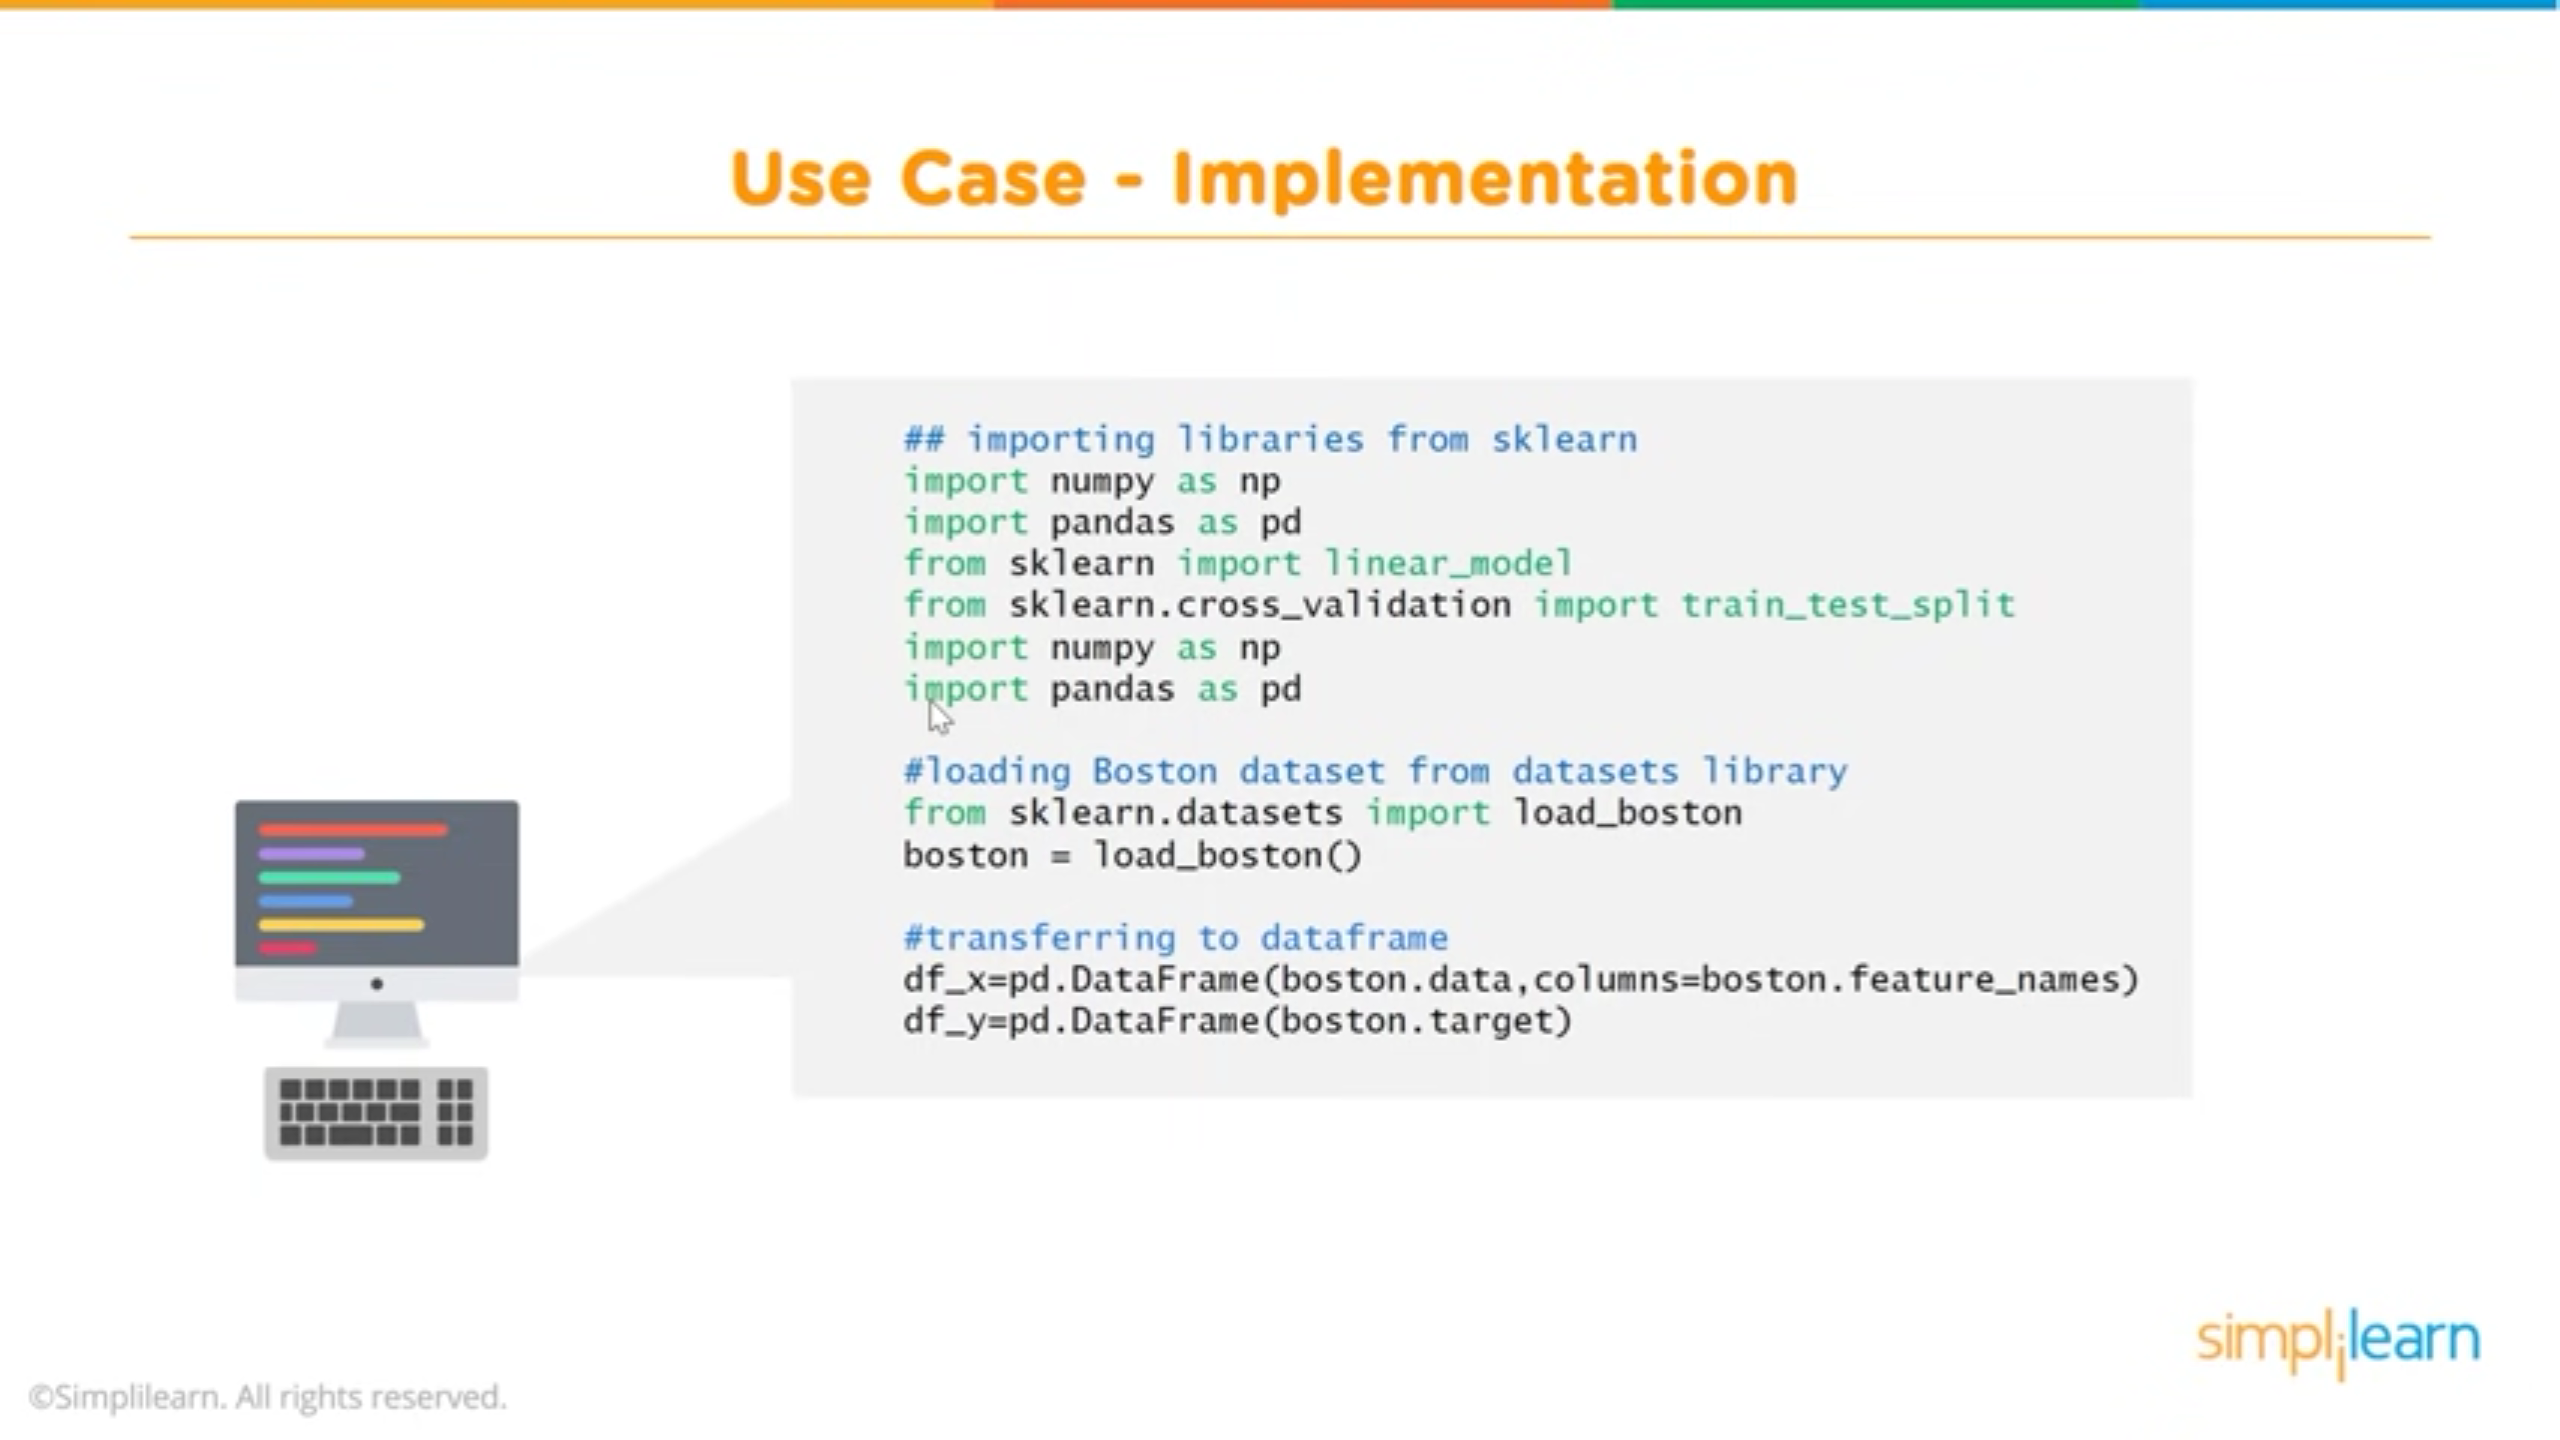 Use Case - Implementation
## importing libraries from sklearn
import numpy as np
import pandas as pd
from sklearn import linear_model
from sklearn.cross_validation import train_test_split
import numpy as np
import pandas as pd
#loading Boston dataset from datasets library
from sklearn.datasets import load_boston
boston = load_boston()
#transferring to dataframe
df_x=pd.DataFrame(boston.data,columns=boston.feature_names)
df_y=pd.DataFrame(boston.target)
simplilearn
©Simplilearn. All rights reserved.